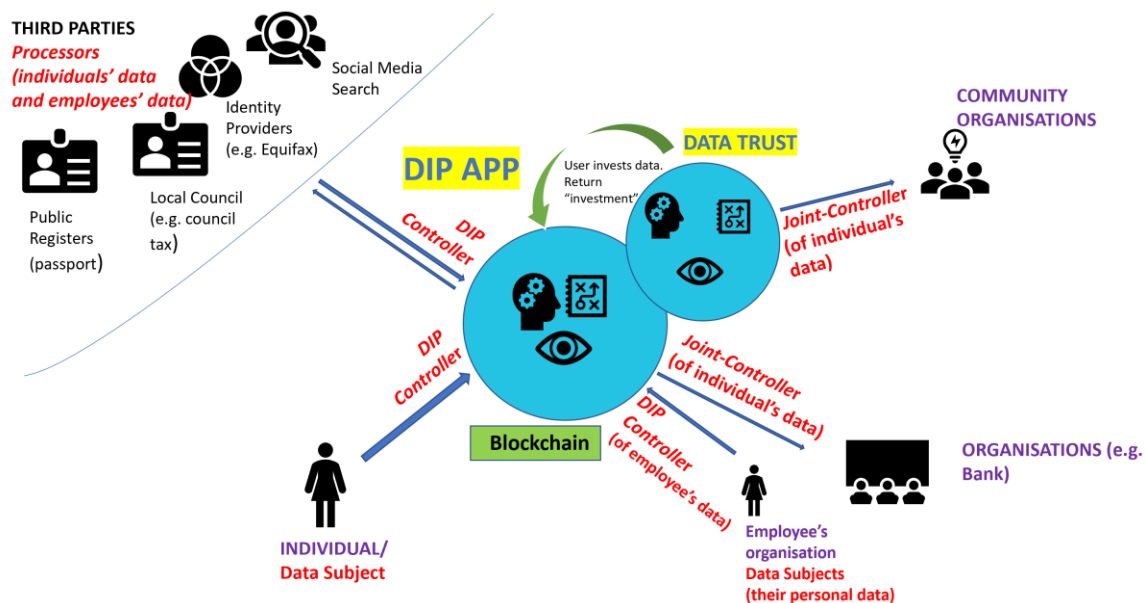 THIRD PARTIES
Processors
(individuals’ data
and employees’ data)
Social Media
Search
Identity
Providers
(e.g. Equifax)
Local Council
(e.g. council
tax)
Public
Registers
(passport)
DIP APP
User invests data.
Return
“investment”
DATA TRUST
COMMUNITY
ORGANISATIONS
Joint-Controller
(of individual’s
data)
DIP
Controller
DIP
Controller
Blockchain
Joint-Controller
(of individual’s data)
DIP
Controller
(of employee’s data)
ORGANISATIONS (e.g.
Bank)
INDIVIDUAL/
Data Subject
Employee’s
organisation
Data Subjects
(their personal data)